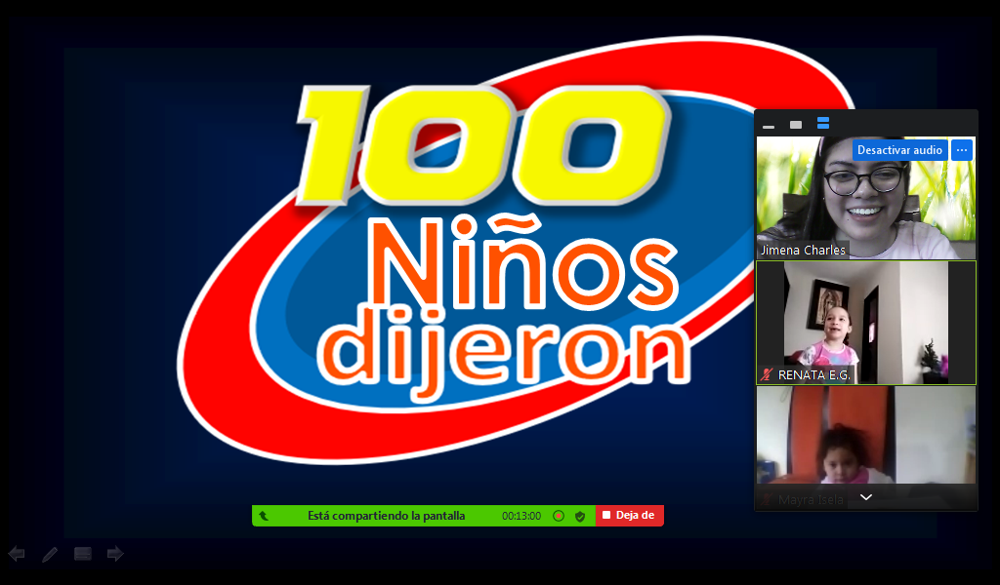 100
Niños
dijeron
Desactivar audio
Jimena Charles
RENATA E.G.
Mayra Isela
Está compartiendo la pantalla
00:13:00
Deja de